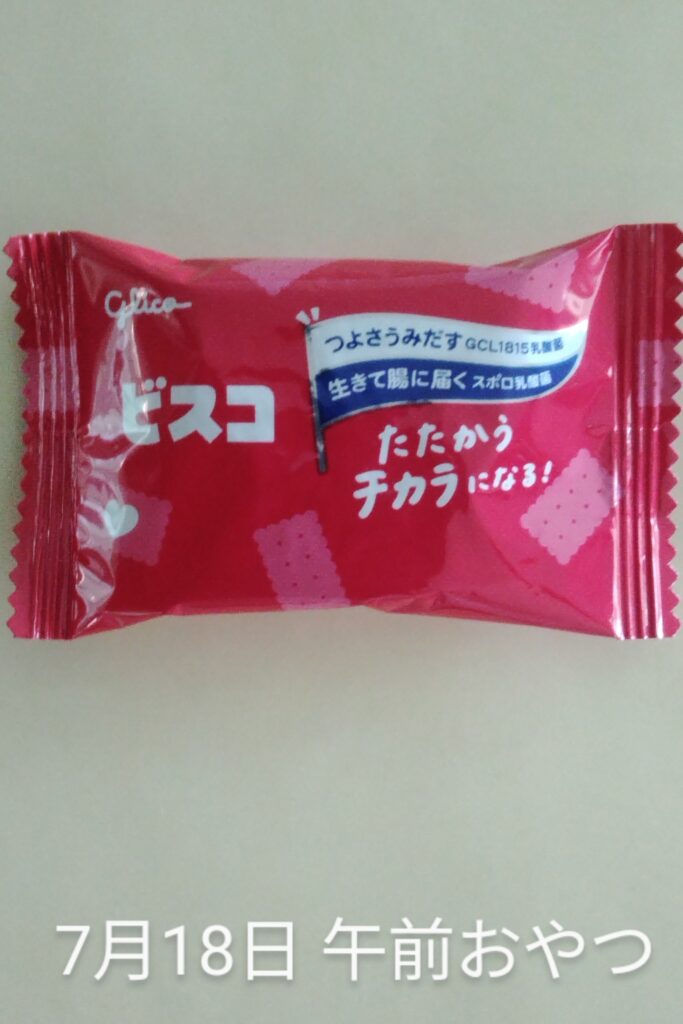 glico
ビスコ
つよさうみだす GCL1815乳酸菌
生きて腸に届く スポロ乳酸菌
たたかう
チカラになる!
7月18日 午前おやつ